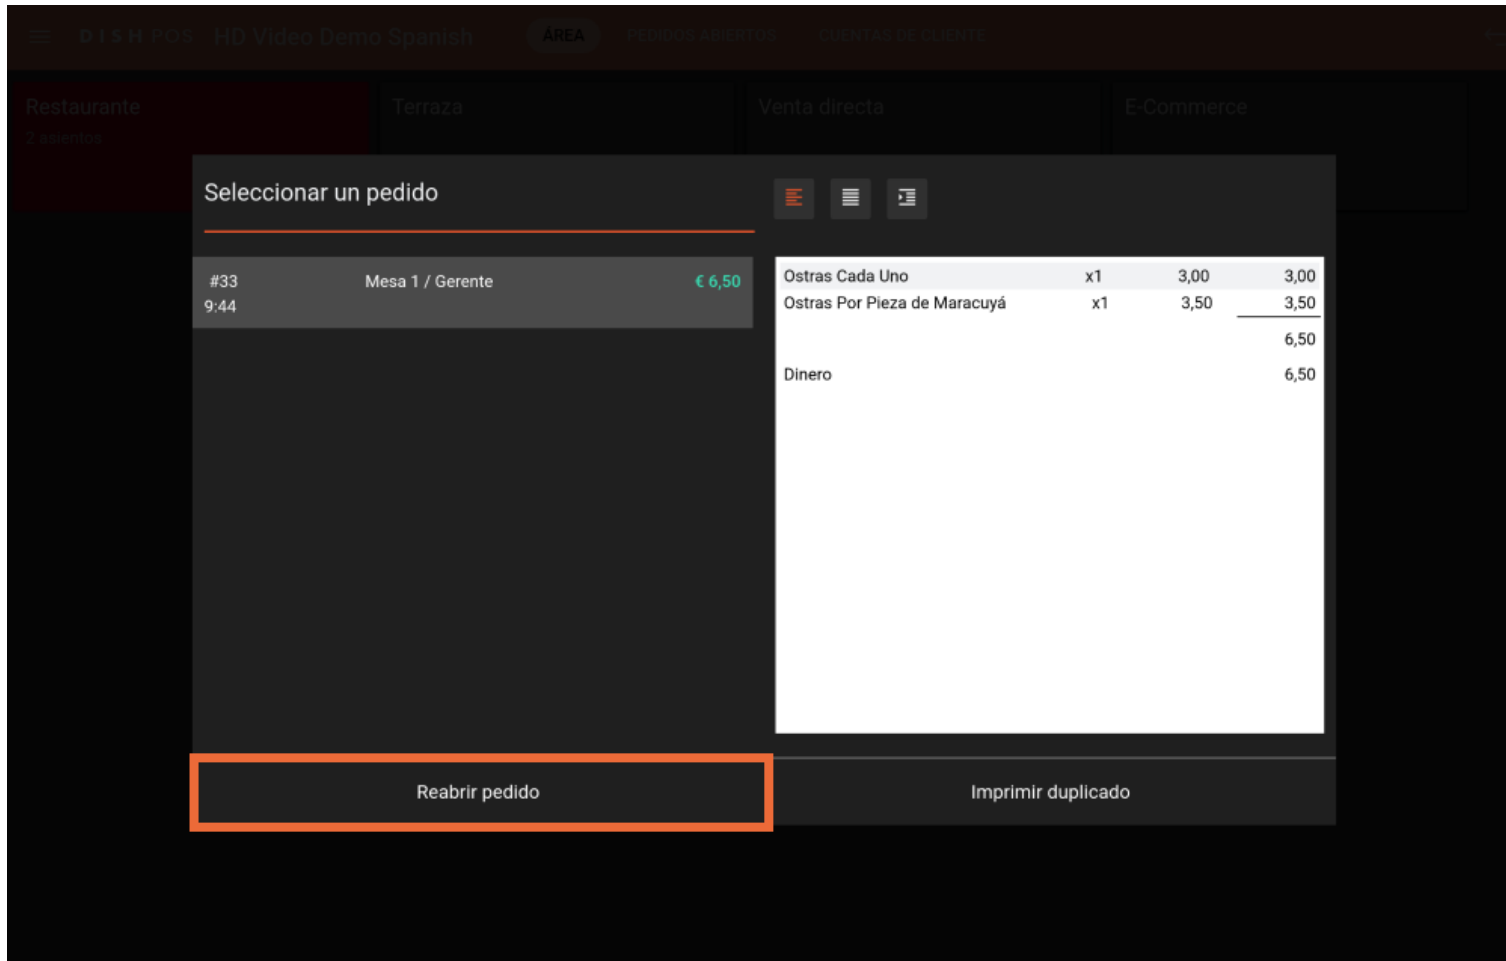 DISH POS HD Video Demo Spanish ÁREA PEDIDOS ABIERTOS CUENTAS DE CLIENTE
Restaurante Terraza Venta directa E-Commerce
2 asientos
Seleccionar un pedido
#33 Mesa 1 / Gerente € 6,50
9:44
Ostras Cada Uno x1 3,00 3,00
Ostras Por Pieza de Maracuyá x1 3,50 3,50
6,50
Dinero 6,50
Reabrir pedido Imprimir duplicado